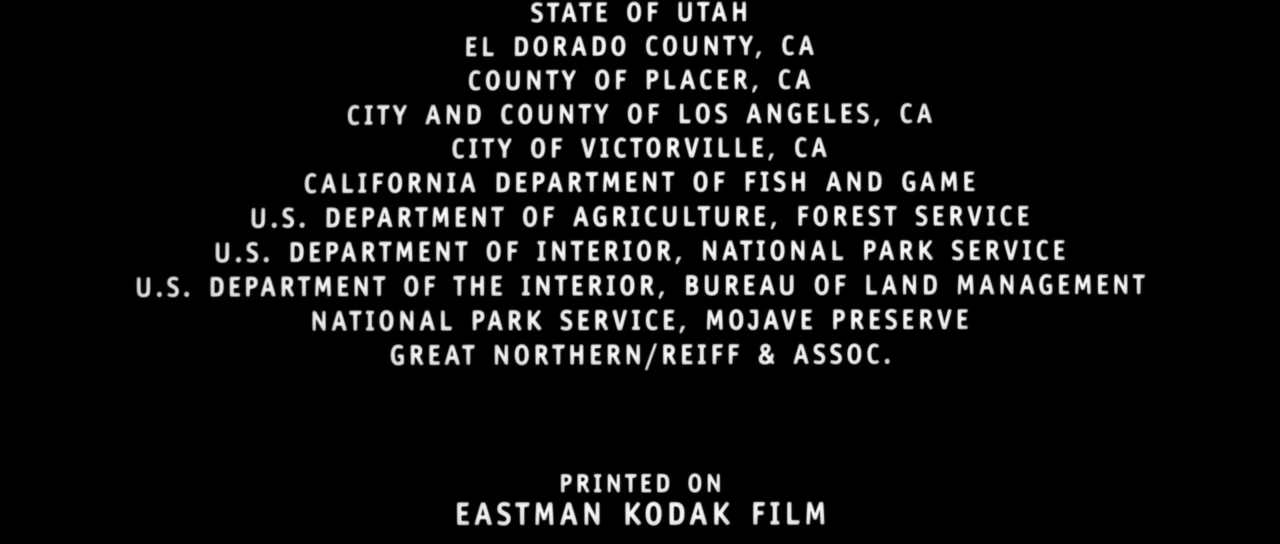 STATE OF UTAH
EL DORADO COUNTY, CA
COUNTY OF PLACER, CA
CITY AND COUNTY OF LOS ANGELES, CA
CITY OF VICTORVILLE, CA
CALIFORNIA DEPARTMENT OF FISH AND GAME
U.S. DEPARTMENT OF AGRICULTURE, FOREST SERVICE
U.S. DEPARTMENT OF INTERIOR, NATIONAL PARK SERVICE
U.S. DEPARTMENT OF THE INTERIOR, BUREAU OF LAND MANAGEMENT
NATIONAL PARK SERVICE, MOJAVE PRESERVE
GREAT NORTHERN/REIFF & ASSOC.
PRINTED ON
EASTMAN KODAK FILM